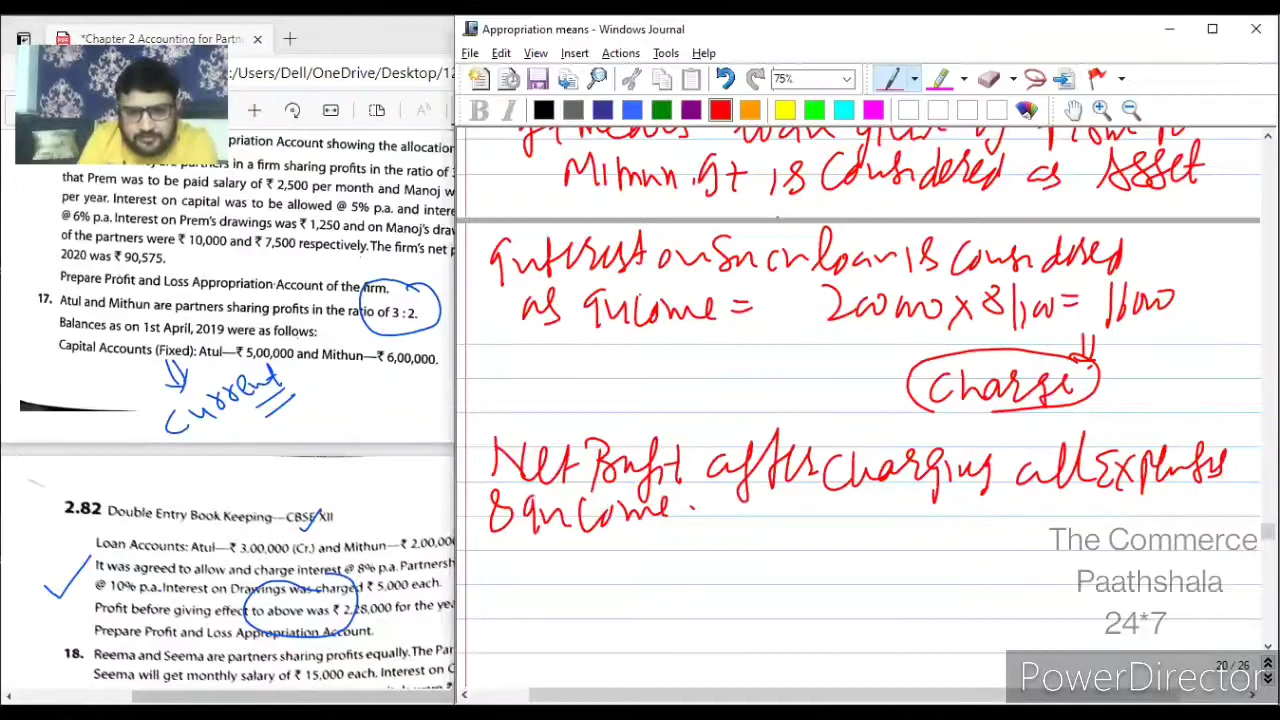 *Chapter 2 Accounting for Partn
:/Users/Dell/OneDrive/Desktop/12
priation Account showing the allocation
partners in a firm sharing profits in the ratio of
that Prem was to be paid salary of ₹ 2,500 per month and Manoj w
per year. Interest on capital was to be allowed @ 5% p.a. and intere
@ 6% p.a. Interest on Prem's drawings was ₹ 1,250 and on Manoj's draw
of the partners were ₹ 10,000 and ₹ 7,500 respectively. The firm's net p
2020 was ₹ 90,575.
Prepare Profit and Loss Appropriation Account of the firm.
17. Atul and Mithun are partners sharing profits in the ratio of 3 : 2.
Balances as on 1st April, 2019 were as follows:
Capital Accounts (Fixed): Atul—₹ 5,00,000 and Mithun—₹ 6,00,000.
Current
2.82 Double Entry Book Keeping—CBSE XII
Loan Accounts: Atul—₹ 3,00,000 (Cr.) and Mithun—₹ 2,00,000
It was agreed to allow and charge interest @ 8% p.a. Partnersh
@ 10% p.a. Interest on Drawings was charged ₹ 5,000 each.
Profit before giving effect to above was ₹ 2,28,000 for the yea
Prepare Profit and Loss Appropriation Account.
18. Reema and Seema are partners sharing profits equally. The Par
Seema will get monthly salary of ₹ 15,000 each. Interest on C
Appropriation means - Windows Journal
File Edit View Insert Actions Tools Help
75%
B I
Mithun. It is Considered as Asset
Interest on Such loan is Considered
as Income = 200000 x 8/100 = 16000
Charge
Net Profit after Charging all Expenses
& Income.
The Commerce
Paathshala
24*7
20 / 26
PowerDirector